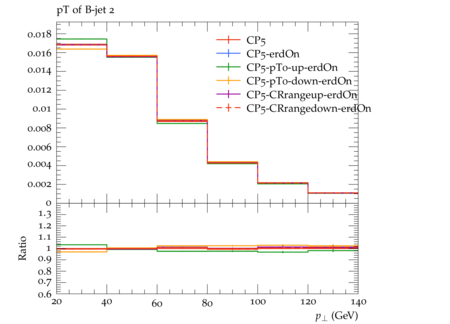 pT of B-jet 2
0.018
0.016
0.014
0.012
0.01
0.008
0.006
0.004
0.002
0
CP5
CP5-erdOn
CP5-pT0-up-erdOn
CP5-pT0-down-erdOn
CP5-CRrangeup-erdOn
CP5-CRrangedown-erdOn
Ratio
1.3
1.2
1.1
1
0.9
0.8
0.7
0.6
20 40 60 80 100 120 140
p⊥ (GeV)